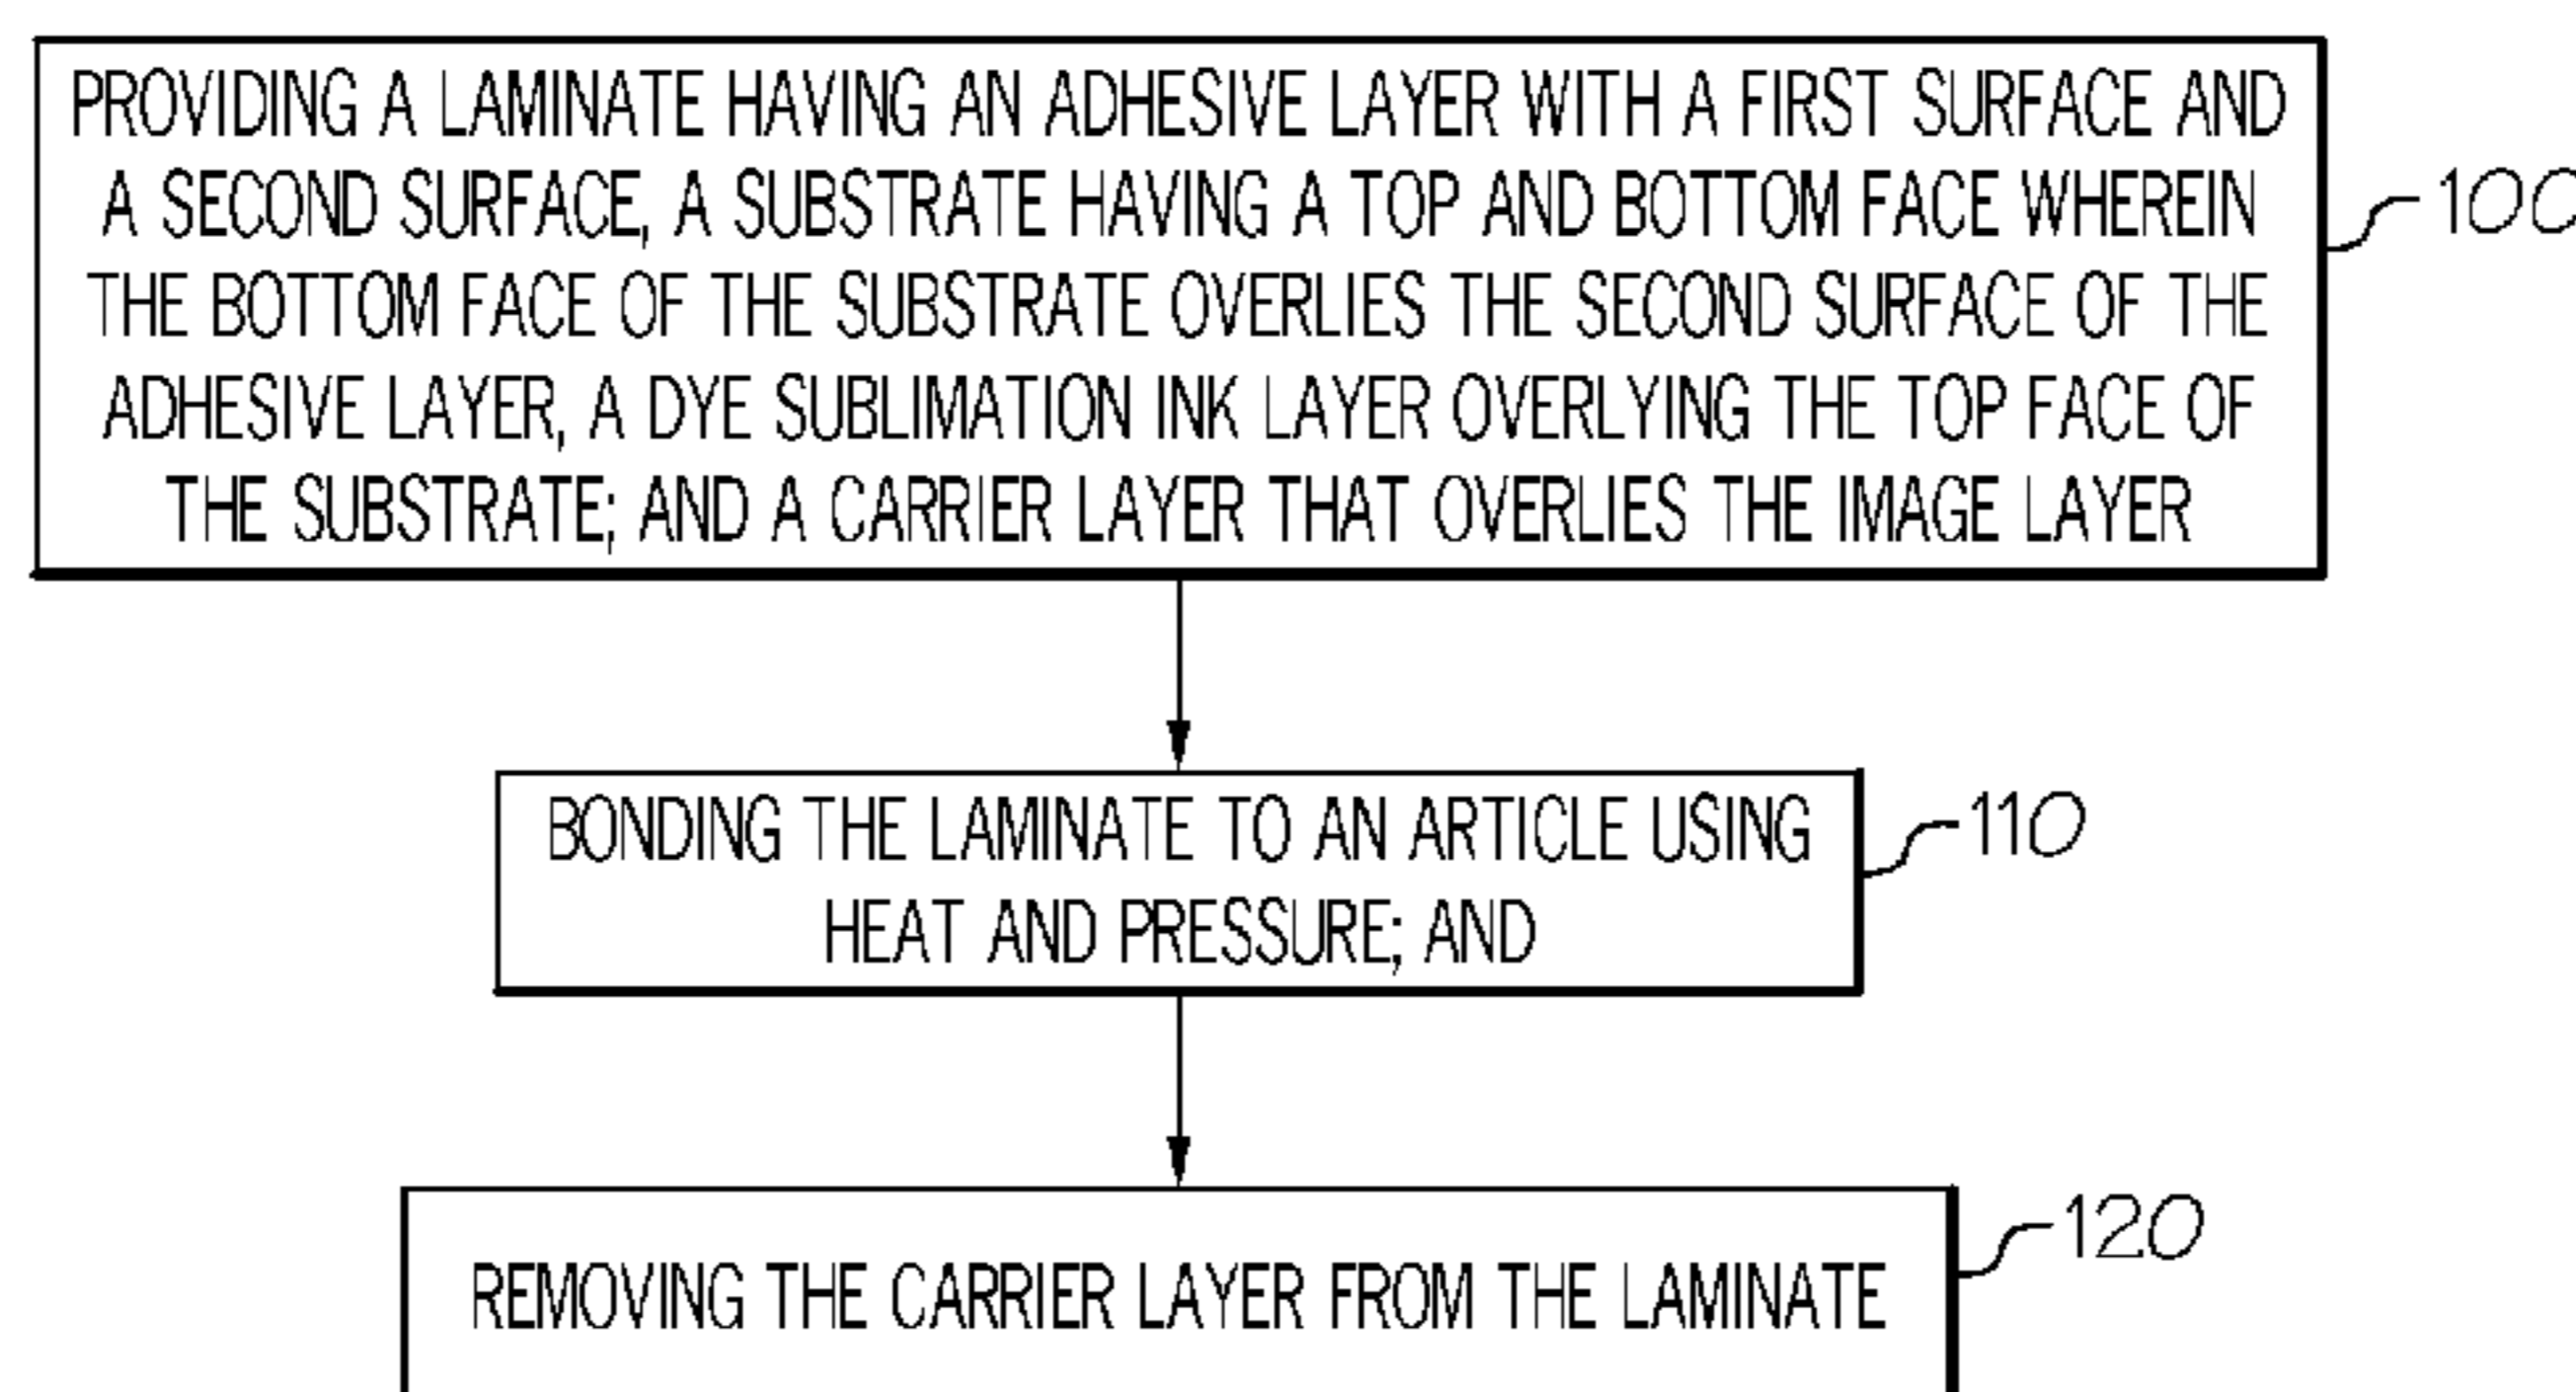 PROVIDING A LAMINATE HAVING AN ADHESIVE LAYER WITH A FIRST SURFACE AND
A SECOND SURFACE, A SUBSTRATE HAVING A TOP AND BOTTOM FACE WHEREIN
THE BOTTOM FACE OF THE SUBSTRATE OVERLIES THE SECOND SURFACE OF THE
ADHESIVE LAYER, A DYE SUBLIMATION INK LAYER OVERLYING THE TOP FACE OF
THE SUBSTRATE; AND A CARRIER LAYER THAT OVERLIES THE IMAGE LAYER
100
BONDING THE LAMINATE TO AN ARTICLE USING
HEAT AND PRESSURE; AND
110
REMOVING THE CARRIER LAYER FROM THE LAMINATE
120